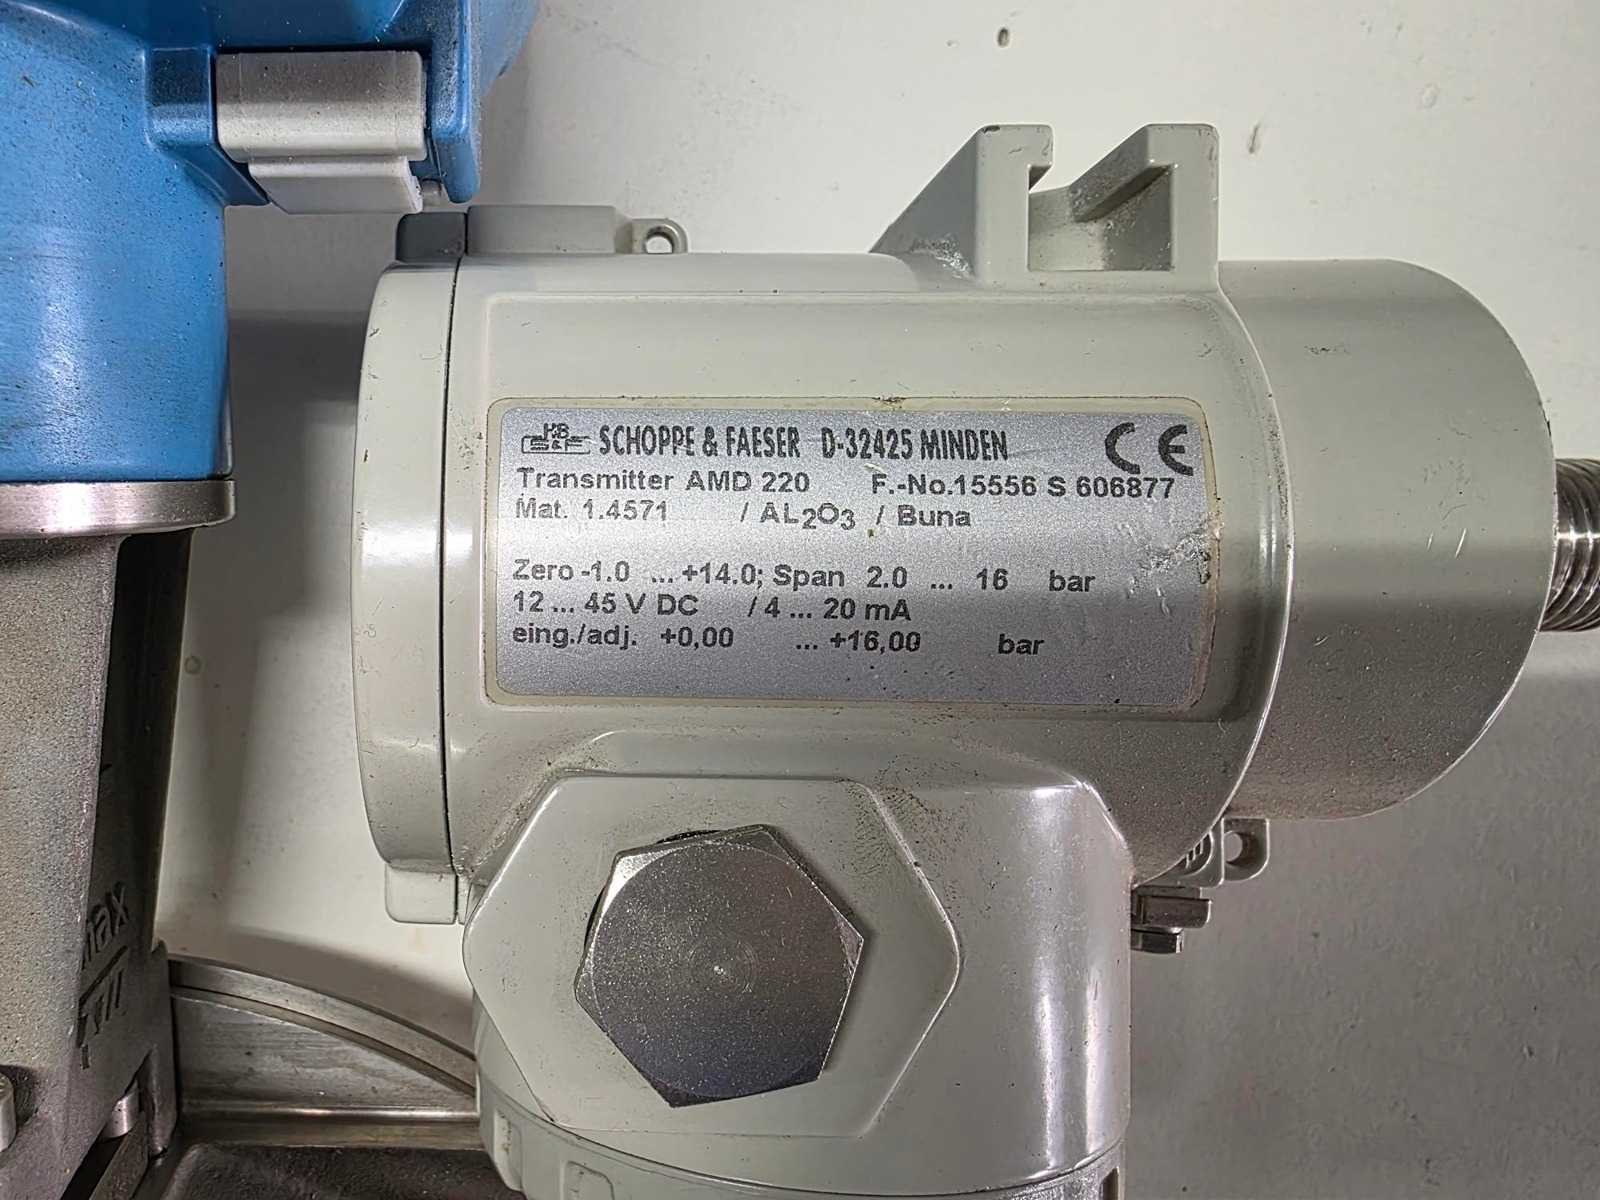 H&B
S&F SCHOPPE & FAESER D-32425 MINDEN CE
Transmitter AMD 220 F.-No.15556 S 606877
Mat. 1.4571 / AL₂O₃ / Buna
Zero -1.0 ... +14.0; Span 2.0 ... 16 bar
12 ... 45 V DC / 4 ... 20 mA
eing./adj. +0,00 ... +16,00 bar
max